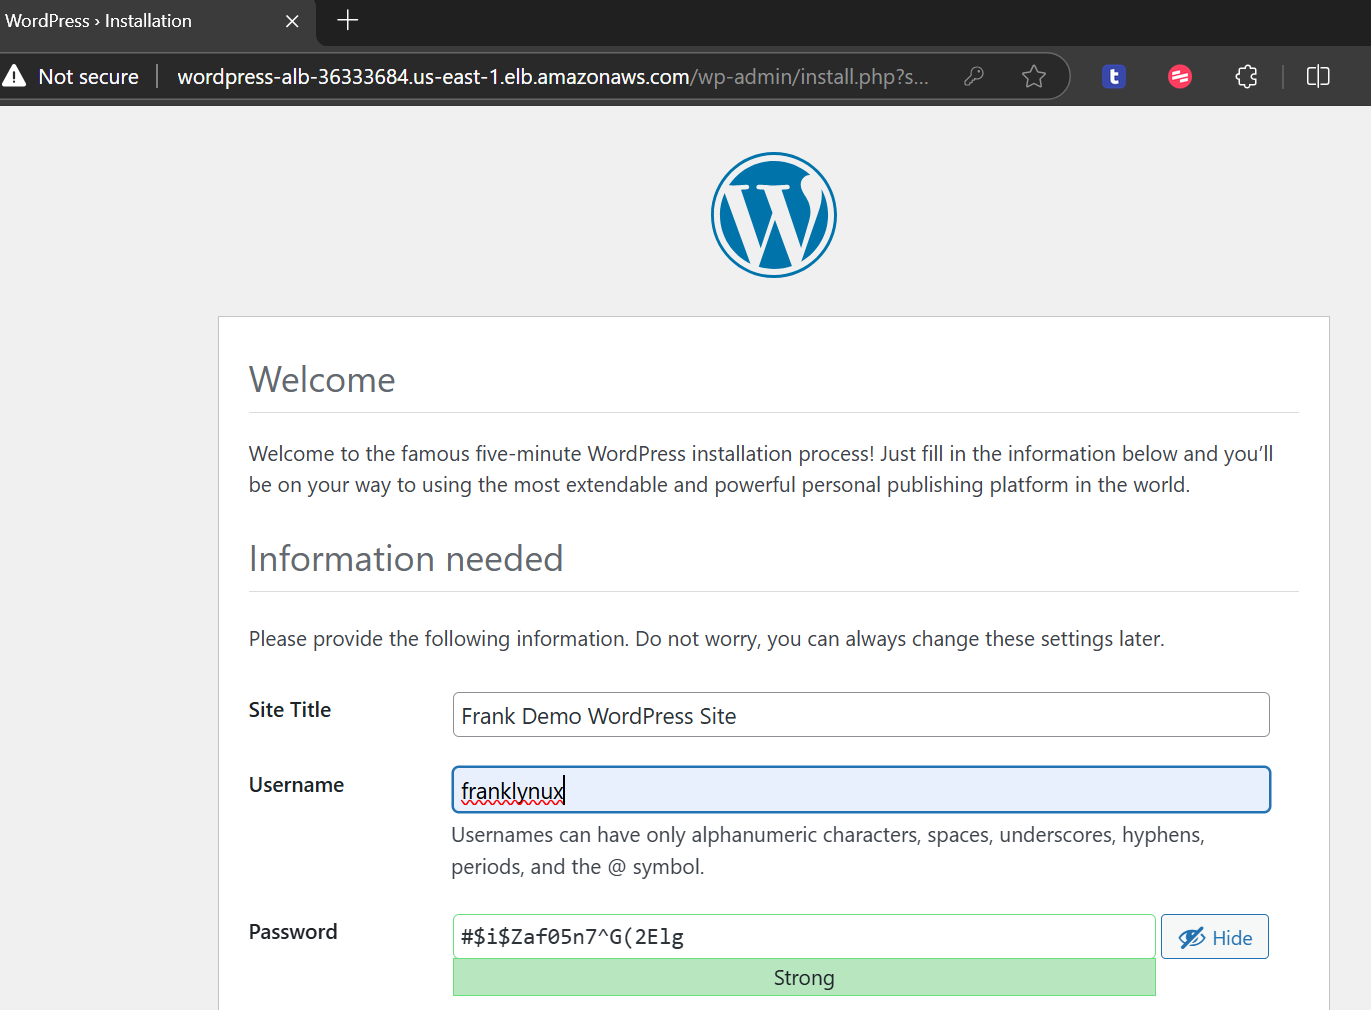 WordPress › Installation
Not secure
wordpress-alb-36333684.us-east-1.elb.amazonaws.com/wp-admin/install.php?s...
t
Welcome
Welcome to the famous five-minute WordPress installation process! Just fill in the information below and you’ll
be on your way to using the most extendable and powerful personal publishing platform in the world.
Information needed
Please provide the following information. Do not worry, you can always change these settings later.
Site Title
Frank Demo WordPress Site
Username
franklynux
Usernames can have only alphanumeric characters, spaces, underscores, hyphens,
periods, and the @ symbol.
Password
#$i$Zaf05n7^G(2Elg
Hide
Strong